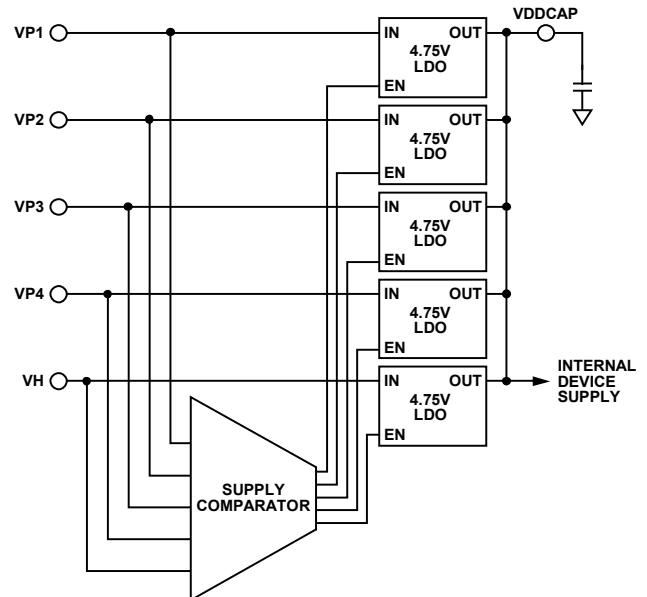 VDDCAP
VP1
IN
OUT
4.75V
LDO
EN
VP2
IN
OUT
4.75V
LDO
EN
VP3
IN
OUT
4.75V
LDO
EN
VP4
IN
OUT
4.75V
LDO
EN
VH
IN
OUT
4.75V
LDO
EN
INTERNAL
DEVICE
SUPPLY
SUPPLY
COMPARATOR